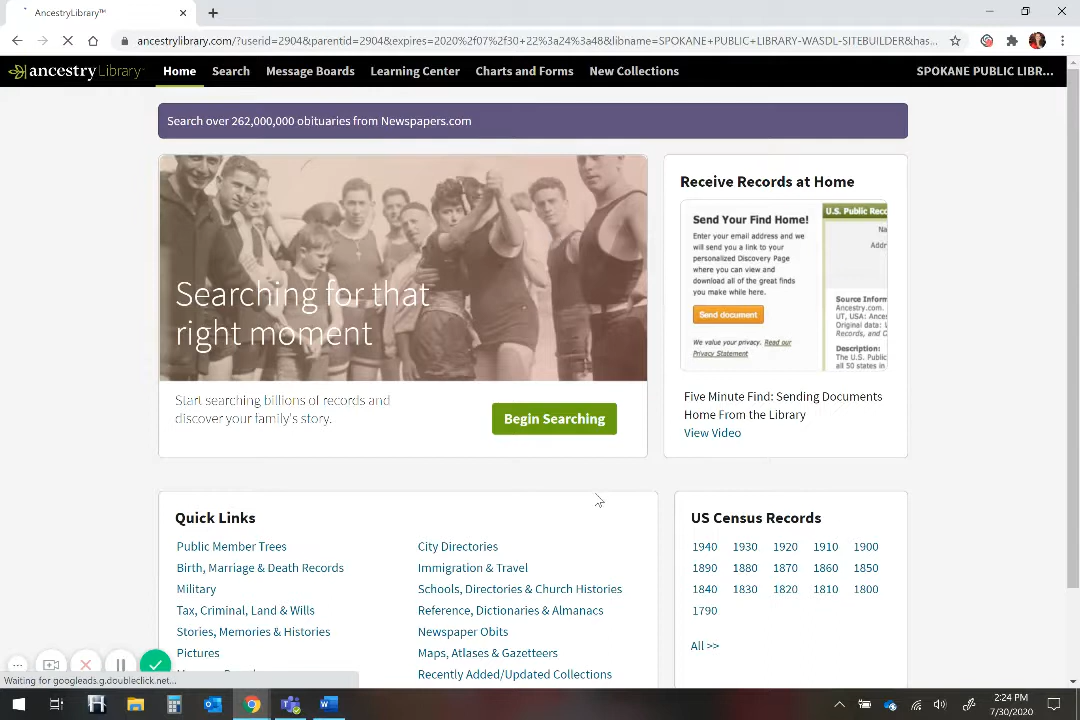 AncestryLibrary™
ancestrylibrary.com/?userid=2904&parentid=2904&expires=2020%2f07%2f30+22%3a24%3a48&libname=SPOKANE+PUBLIC+LIBRARY-WASDL-SITEBUILDER&has...
ancestryLibrary Home Search Message Boards Learning Center Charts and Forms New Collections SPOKANE PUBLIC LIBR...
Search over 262,000,000 obituaries from Newspapers.com
Searching for that
right moment
Start searching billions of records and
discover your family's story.
Begin Searching
Receive Records at Home
Send Your Find Home!
Enter your email address and we
will send you a link to your
personalized Discovery Page
where you can view and
download all of the great finds
you make while here.
Send document
We value your privacy. Read our
Privacy Statement
U.S. Public Reco
Na
Addr
Source Inform
Ancestry.com.
UT, USA: Ances
Original data: V
Records, and C
Description:
The U.S. Public
all 50 states in
Five Minute Find: Sending Documents
Home From the Library
View Video
Quick Links
Public Member Trees
Birth, Marriage & Death Records
Military
Tax, Criminal, Land & Wills
Stories, Memories & Histories
Pictures
City Directories
Immigration & Travel
Schools, Directories & Church Histories
Reference, Dictionaries & Almanacs
Newspaper Obits
Maps, Atlases & Gazetteers
Recently Added/Updated Collections
US Census Records
1940 1930 1920 1910 1900
1890 1880 1870 1860 1850
1840 1830 1820 1810 1800
1790
All >>
Waiting for googleads.g.doubleclick.net...
2:24 PM
7/30/2020